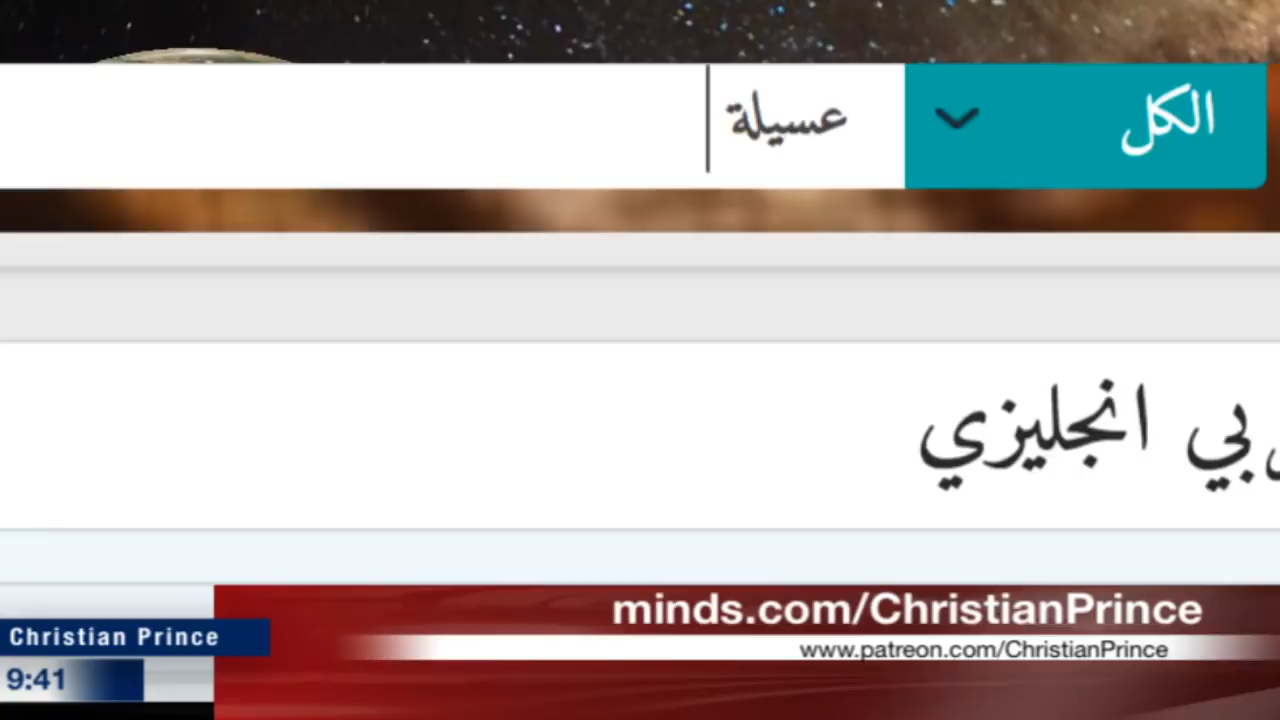 الكل
عسيلة
بي انجليزي
minds.com/ChristianPrince
Christian Prince
www.patreon.com/ChristianPrince
9:41